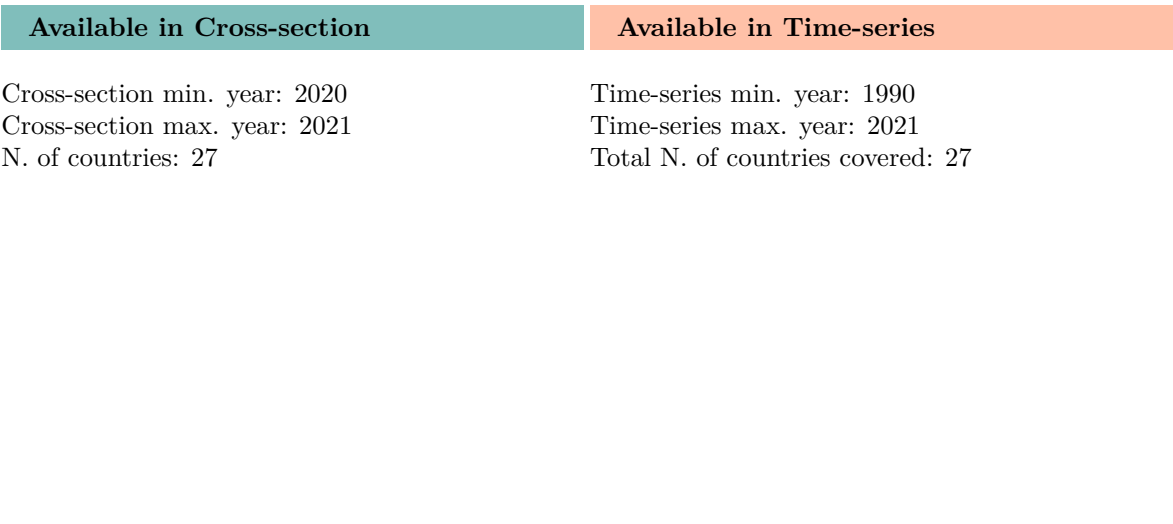 Available in Cross-section
Cross-section min. year: 2020
Cross-section max. year: 2021
N. of countries: 27
Available in Time-series
Time-series min. year: 1990
Time-series max. year: 2021
Total N. of countries covered: 27